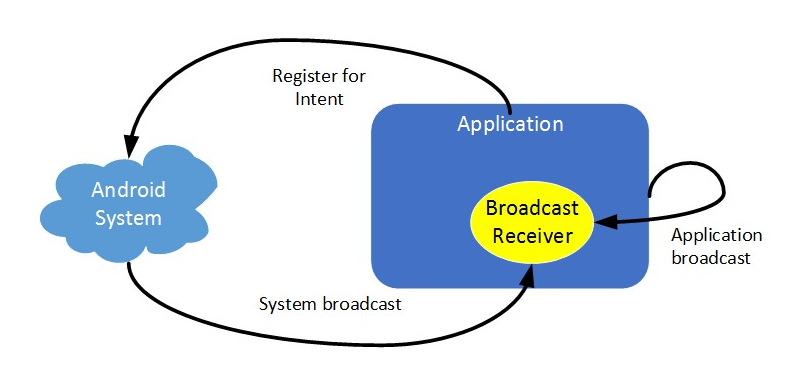 Register for
Intent
Application
Android
System
Broadcast
Receiver
Application
broadcast
System broadcast